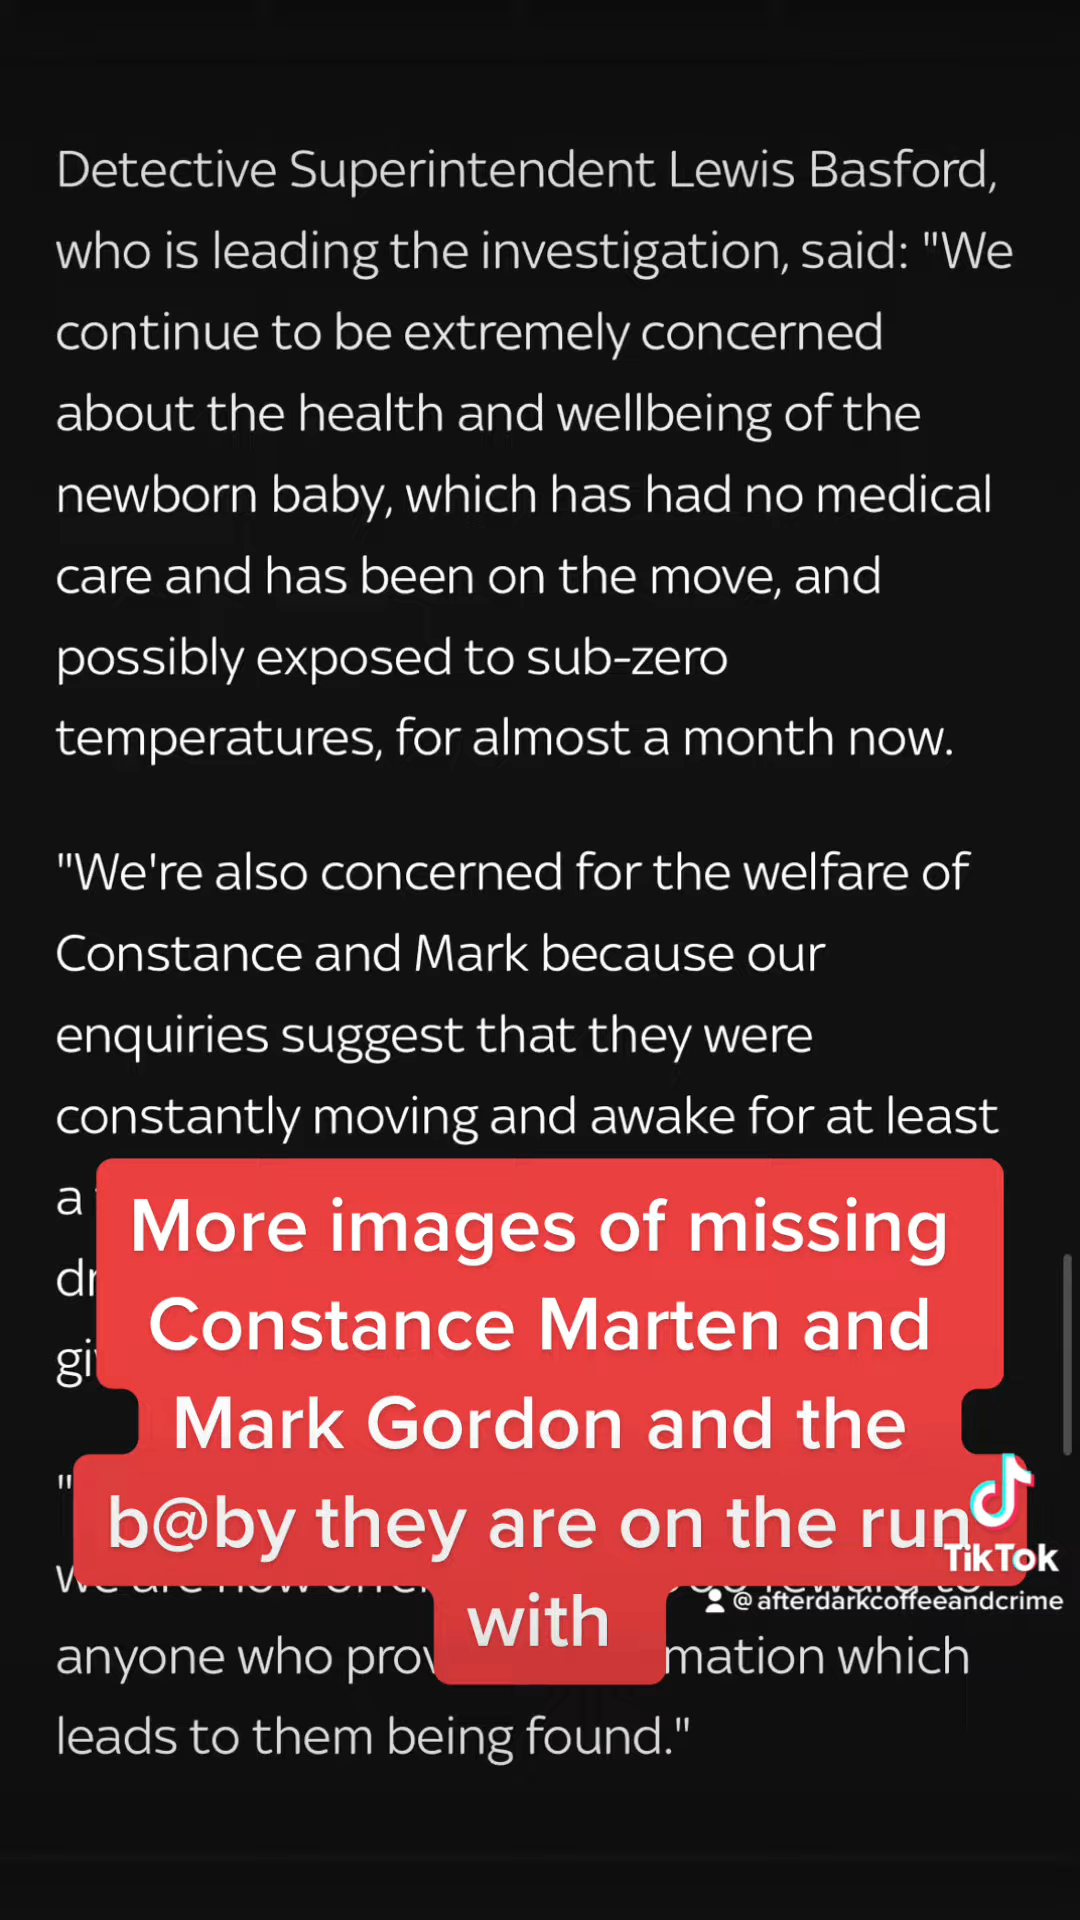 Detective Superintendent Lewis Basford,
who is leading the investigation, said: "We
continue to be extremely concerned
about the health and wellbeing of the
newborn baby, which has had no medical
care and has been on the move, and
possibly exposed to sub-zero
temperatures, for almost a month now.
"We're also concerned for the welfare of
Constance and Mark because our
enquiries suggest that they were
constantly moving and awake for at least
a
More images of missing
Constance Marten and
Mark Gordon and the
b@by they are on the run
with
TikTok
@afterdarkcoffeeandcrime
"
we are now reward to
anyone who which
leads to them being found."